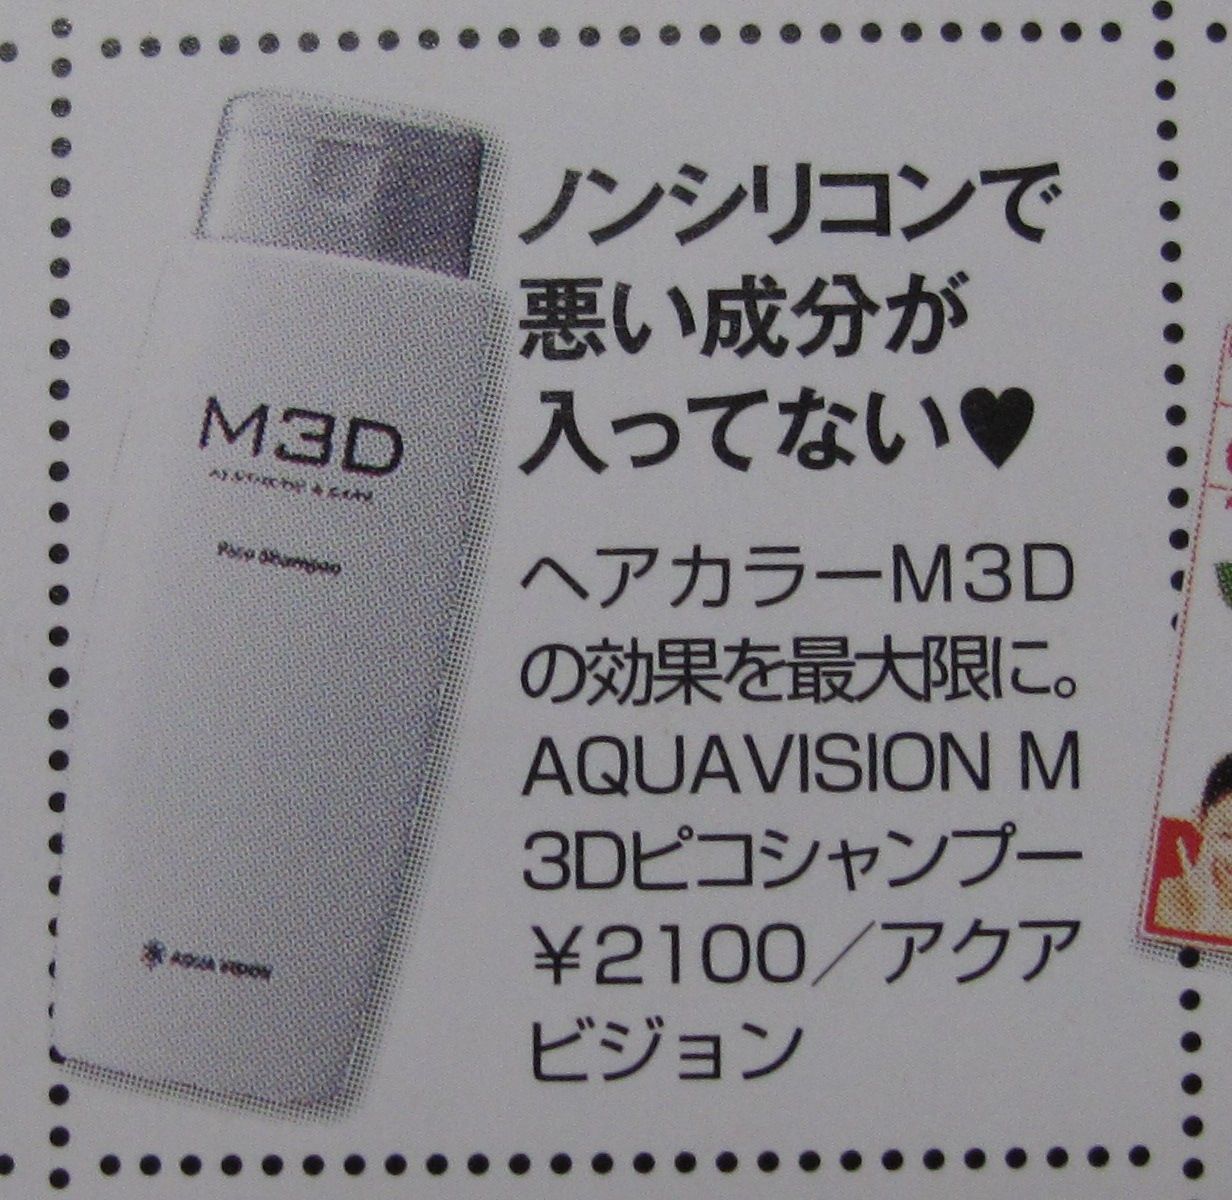 M3D
AQUA VISION
ノンシリコンで
悪い成分が
入ってない♥
ヘアカラーM3D
の効果を最大限に。
AQUAVISION M
3Dピコシャンプー
¥2100／アクア
ビジョン